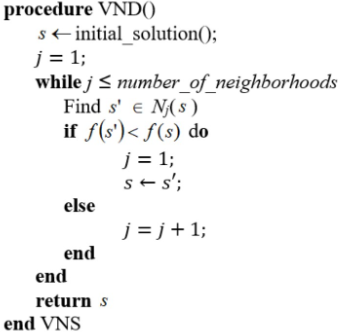 procedure VND()
s ← initial_solution();
j = 1;
while j ≤ number_of_neighborhoods
Find s' ∈ Nj(s)
if f(s') < f(s) do
j = 1;
s ← s′;
else
j = j + 1;
end
end
return s
end VNS